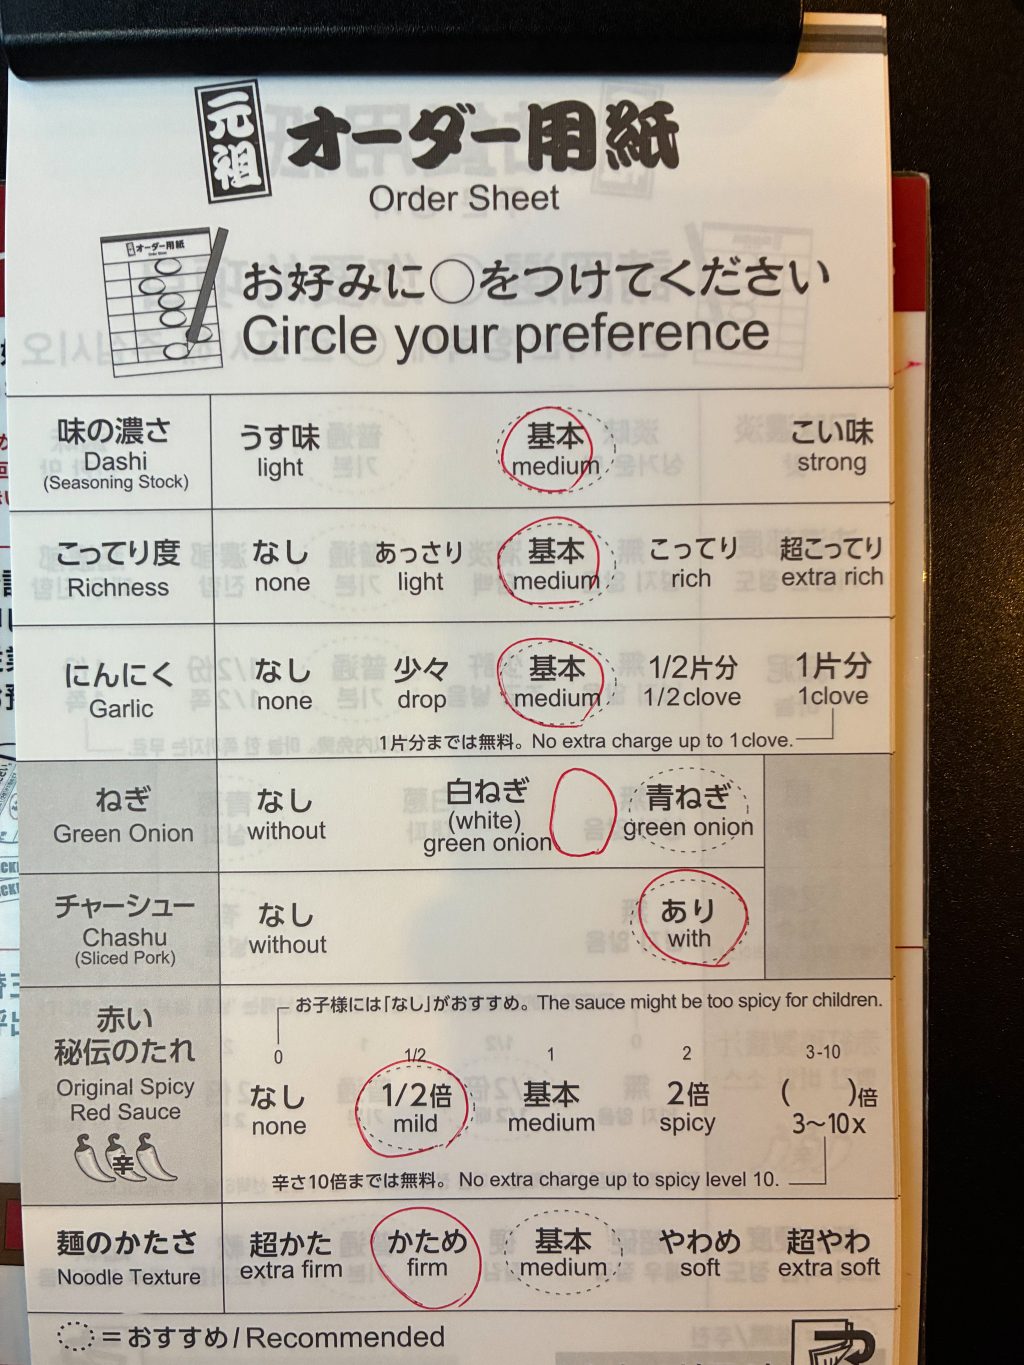 元祖 オーダー用紙
Order Sheet
オーダー用紙
お好みに○をつけてください
Circle your preference
味の濃さ うす味 基本 こい味
Dashi light medium strong
(Seasoning Stock)
こってり度 なし あっさり 基本 こってり 超こってり
Richness none light medium rich extra rich
にんにく なし 少々 基本 1/2片分 1片分
Garlic none drop medium 1/2clove 1clove
1片分までは無料。No extra charge up to 1clove.
ねぎ なし 白ねぎ 青ねぎ
Green Onion without (white) green onion
green onion
チャーシュー なし あり
Chashu without with
(Sliced Pork)
お子様には「なし」がおすすめ。The sauce might be too spicy for children.
赤い
秘伝のたれ
Original Spicy
Red Sauce
辛
0 1/2 1 2 3-10
なし 1/2倍 基本 2倍 ( )倍
none mild medium spicy 3〜10x
辛さ10倍までは無料。 No extra charge up to spicy level 10.
麺のかたさ 超かた かため 基本 やわめ 超やわ
Noodle Texture extra firm firm medium soft extra soft
= おすすめ/Recommended